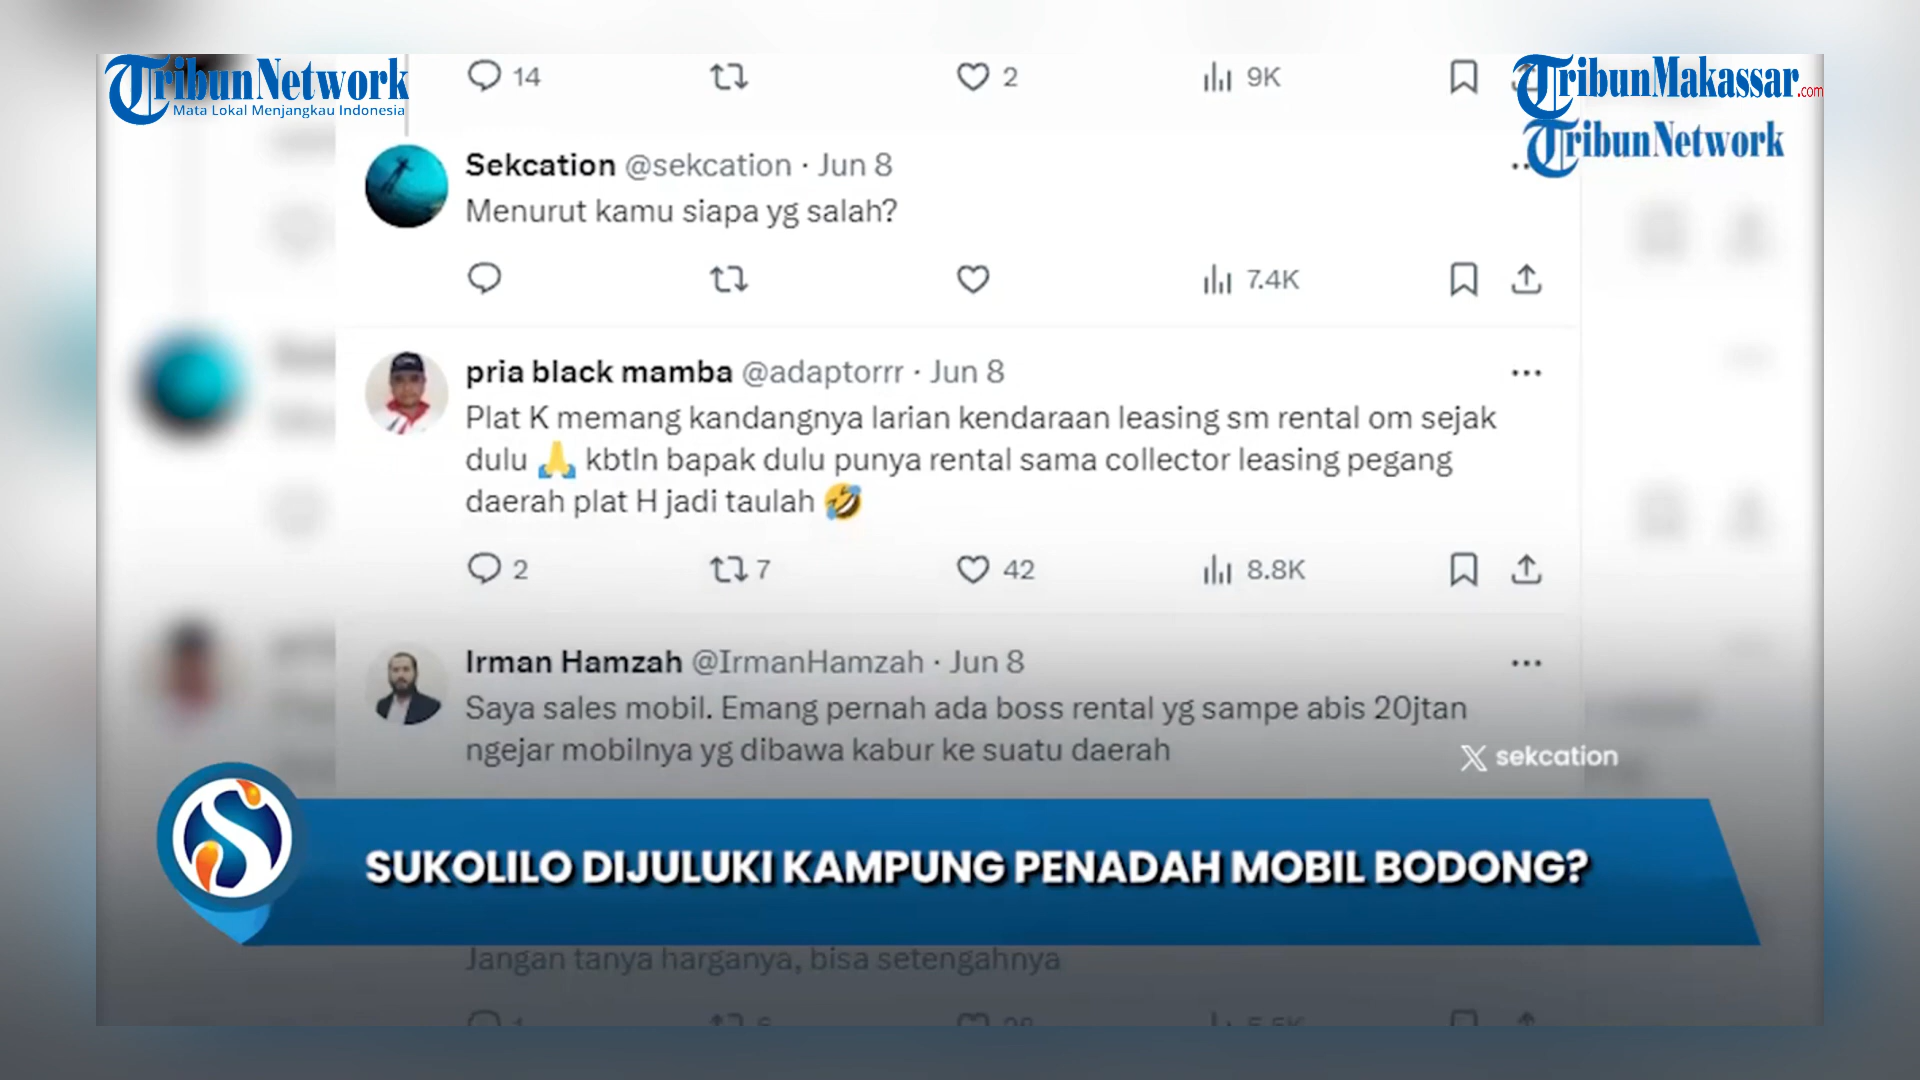 TribunNetwork
Mata Lokal Menjangkau Indonesia
TribunMakassar.com
TribunNetwork
14 2 9K
Sekcation @sekcation · Jun 8
Menurut kamu siapa yg salah?
7.4K
pria black mamba @adaptorrr · Jun 8
Plat K memang kandangnya larian kendaraan leasing sm rental om sejak
dulu 🙏 kbtln bapak dulu punya rental sama collector leasing pegang
daerah plat H jadi taulah 🤣
2 7 42 8.8K
Irman Hamzah @IrmanHamzah · Jun 8
Saya sales mobil. Emang pernah ada boss rental yg sampe abis 20jtan
ngejar mobilnya yg dibawa kabur ke suatu daerah
X sekcation
SUKOLILO DIJULUKI KAMPUNG PENADAH MOBIL BODONG?
Jangan tanya harganya, bisa setengahnya